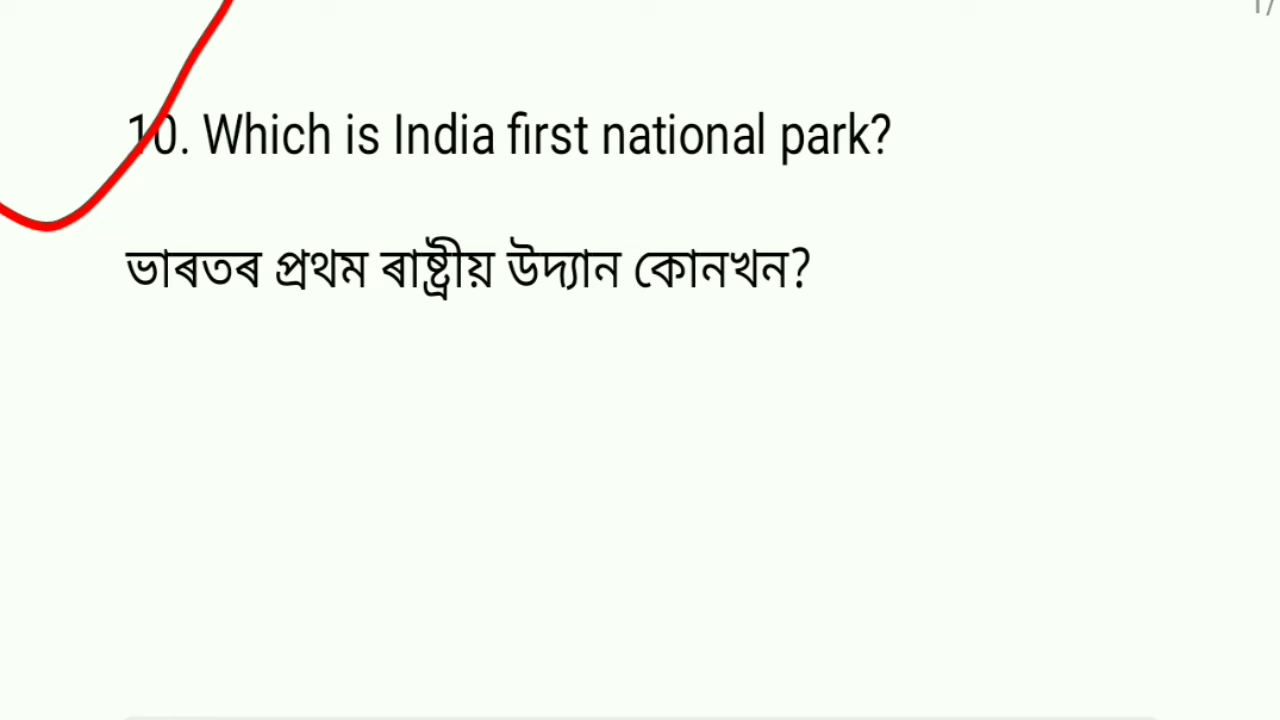 10. Which is India first national park?
ভাৰতৰ প্ৰথম ৰাষ্ট্ৰীয় উদ্যান কোনখন?